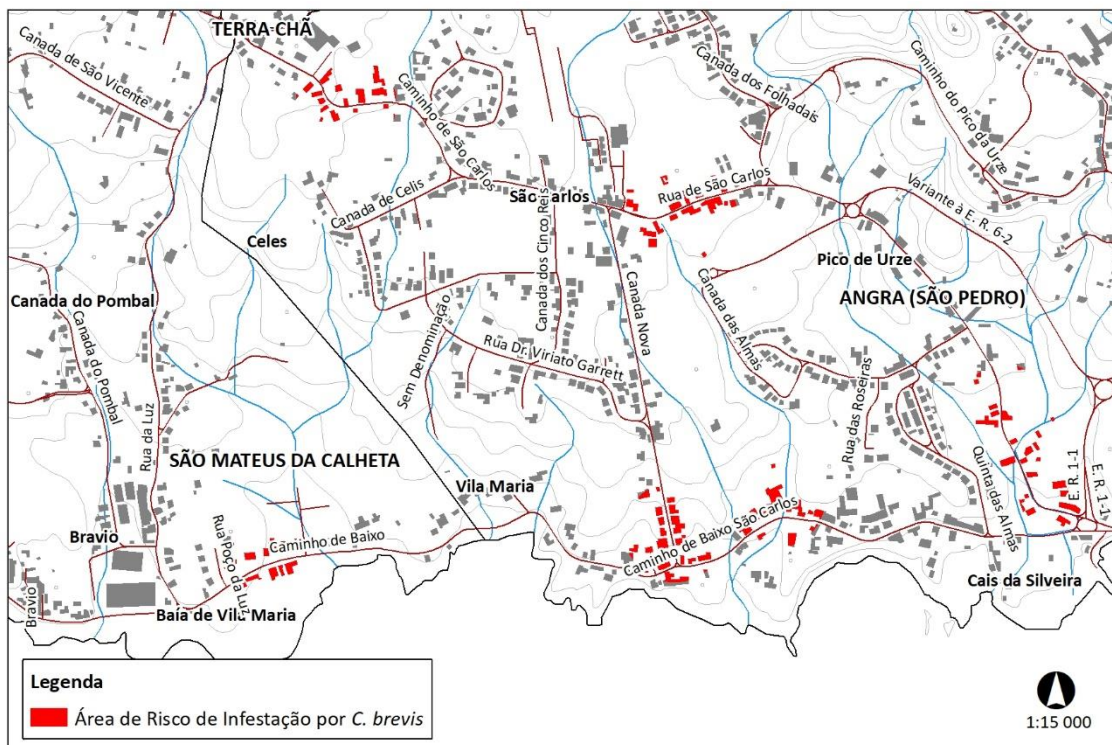 TERRA-CHÃ
Canada de São Vicente
Caminho de São Carlos
Canada dos Folhadais
Caminho do Pico da Urze
Canada de Celis
São Carlos
Rua de São Carlos
Variante à E. R. 6-2
Celes
Canada dos Cinco Reis
Pico de Urze
Canada do Pombal
Canada do Pombal
Rua da Luz
Sem Denominação
Rua Dr. Viriato Garrett
Canada Nova
Canada das Almas
ANGRA (SÃO PEDRO)
Rua das Roseiras
SÃO MATEUS DA CALHETA
Vila Maria
Quinta das Almas
E. R. 1-1
E. R. 1-1
Bravio
Rua Poço da Luz
Caminho de Baixo
Caminho de Baixo São Carlos
Cais da Silveira
Bravio
Baía de Vila Maria
Legenda
Área de Risco de Infestação por C. brevis
1:15 000